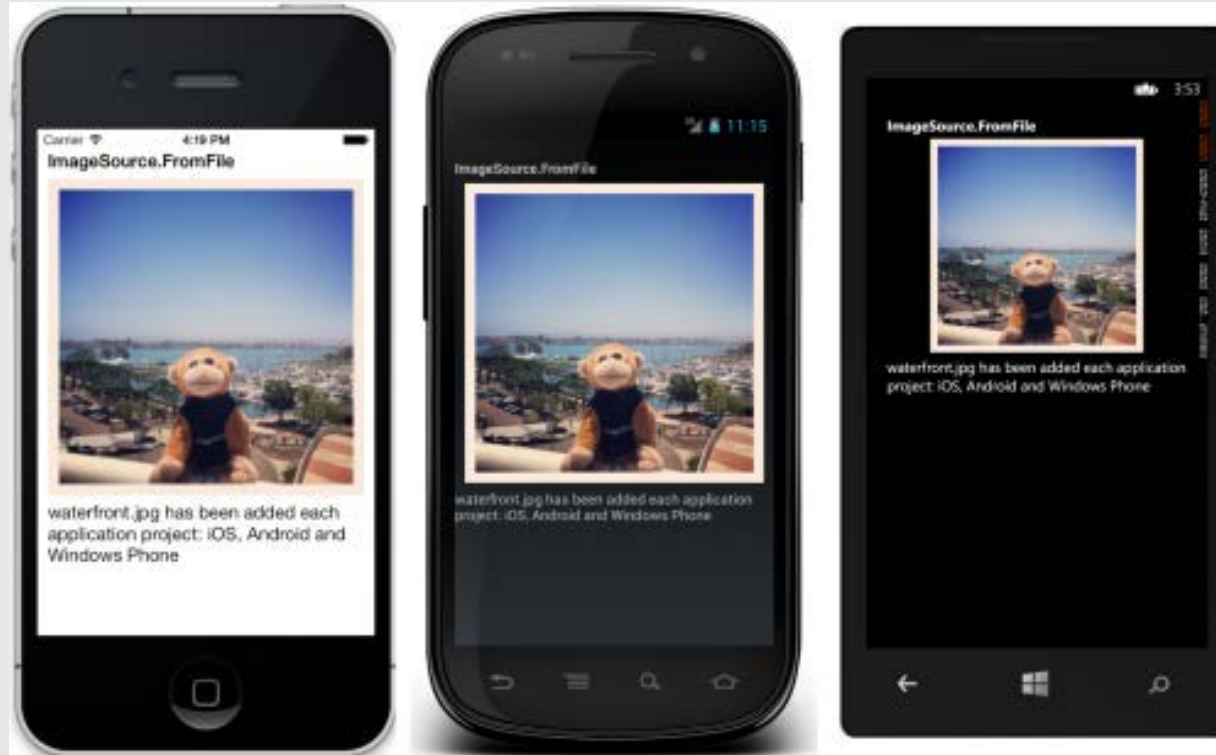 Carrier 4:19 PM
ImageSource.FromFile
waterfront.jpg has been added each
application project: iOS, Android and
Windows Phone
11:15
ImageSource.FromFile
waterfront.jpg has been added each application
project: iOS, Android and Windows Phone
3:53
ImageSource.FromFile
waterfront.jpg has been added each application
project: iOS, Android and Windows Phone